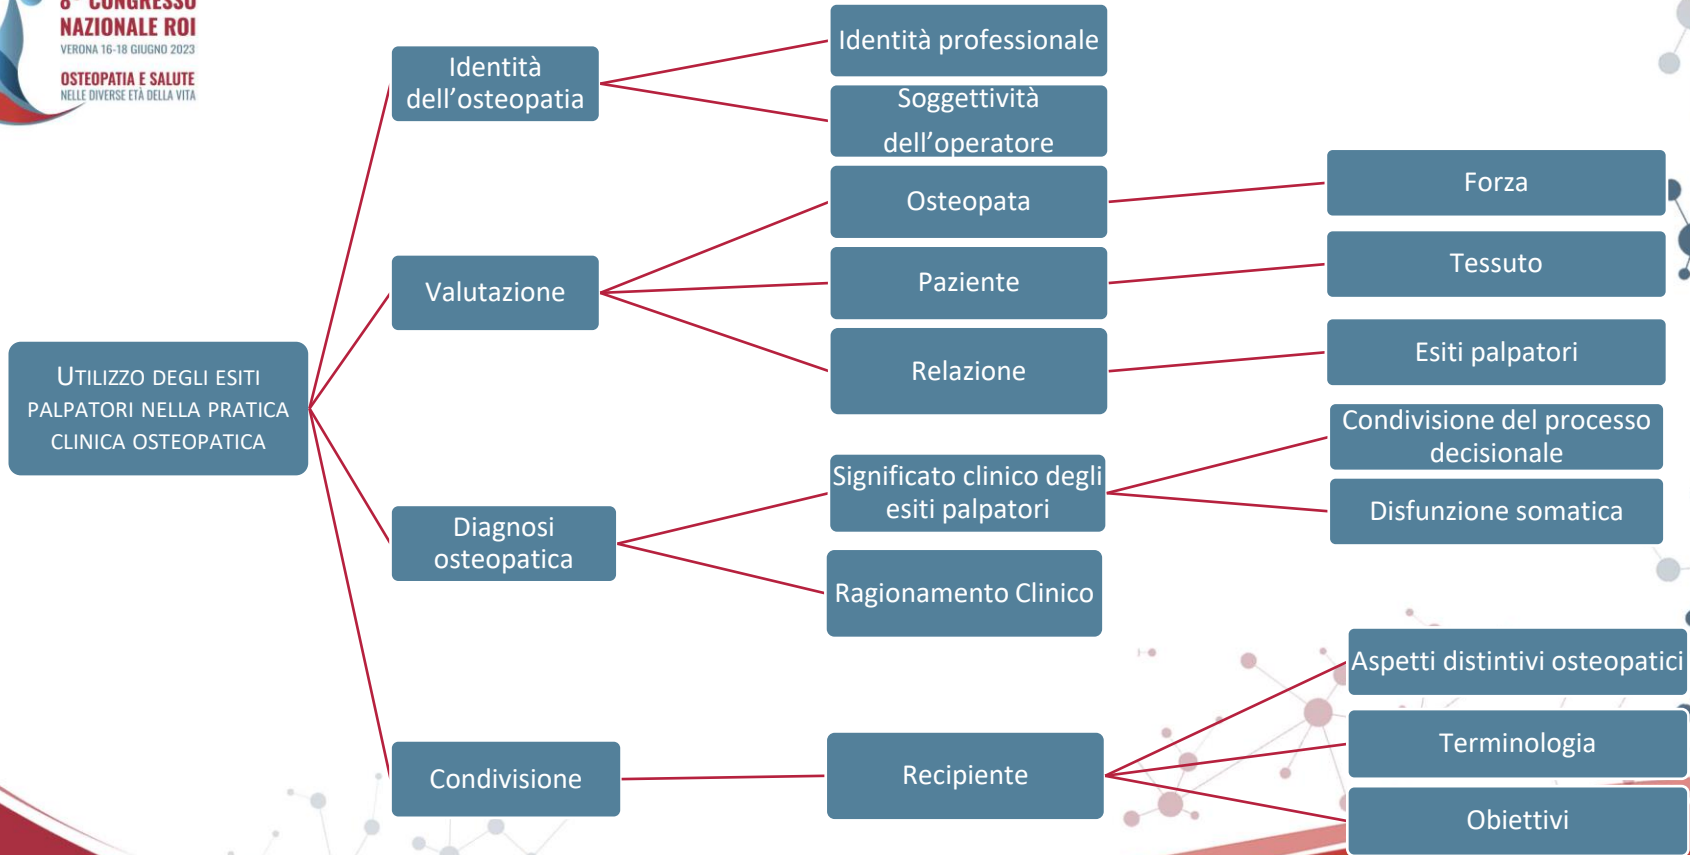 8° CONGRESSO
NAZIONALE ROI
VERONA 16-18 GIUGNO 2023
OSTEOPATIA E SALUTE
NELLE DIVERSE ETÀ DELLA VITA
UTILIZZO DEGLI ESITI
PALPATORI NELLA PRATICA
CLINICA OSTEOPATICA
Identità
dell’osteopatia
Identità professionale
Soggettività
dell’operatore
Valutazione
Osteopata
Forza
Paziente
Tessuto
Relazione
Esiti palpatori
Diagnosi
osteopatica
Significato clinico degli
esiti palpatori
Condivisione del processo
decisionale
Disfunzione somatica
Ragionamento Clinico
Condivisione
Recipiente
Aspetti distintivi osteopatici
Terminologia
Obiettivi